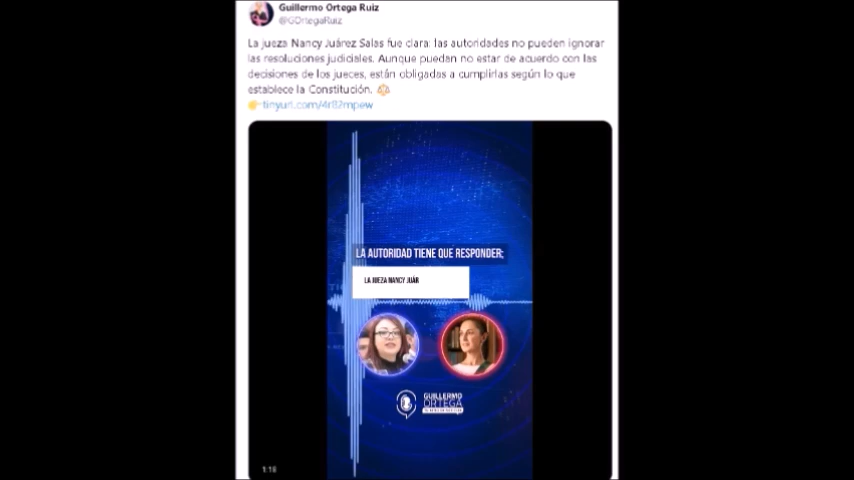 Guillermo Ortega Ruiz
@GOrtegaRuiz
La jueza Nancy Juárez Salas fue clara: las autoridades no pueden ignorar
las resoluciones judiciales. Aunque puedan no estar de acuerdo con las
decisiones de los jueces, están obligadas a cumplirlas según lo que
establece la Constitución.
LA AUTORIDAD TIENE QUE RESPONDER:
LA JUEZA NANCY JUÁR
GUILLERMO
ORTEGA
1:18